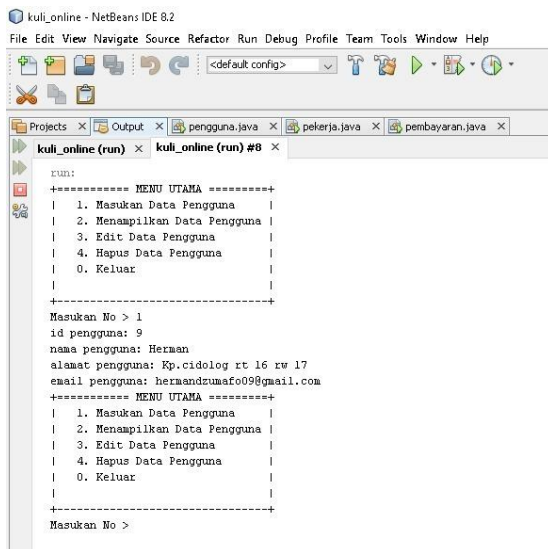 kuli_online - NetBeans IDE 8.2
File Edit View Navigate Source Refactor Run Debug Profile Team Tools Window Help
<default config>
Projects Output pengguna.java pekerja.java pembayaran.java
kuli_online (run) kuli_online (run) #8
run:
+=========== MENU UTAMA =========+
| 1. Masukan Data Pengguna |
| 2. Menampilkan Data Pengguna |
| 3. Edit Data Pengguna |
| 4. Hapus Data Pengguna |
| 0. Keluar |
| |
+--------------------------------+
Masukan No > 1
id pengguna: 9
nama pengguna: Herman
alamat pengguna: Kp.cidolog rt 16 rw 17
email pengguna: hermandzumafo09@gmail.com
+=========== MENU UTAMA =========+
| 1. Masukan Data Pengguna |
| 2. Menampilkan Data Pengguna |
| 3. Edit Data Pengguna |
| 4. Hapus Data Pengguna |
| 0. Keluar |
| |
+--------------------------------+
Masukan No >